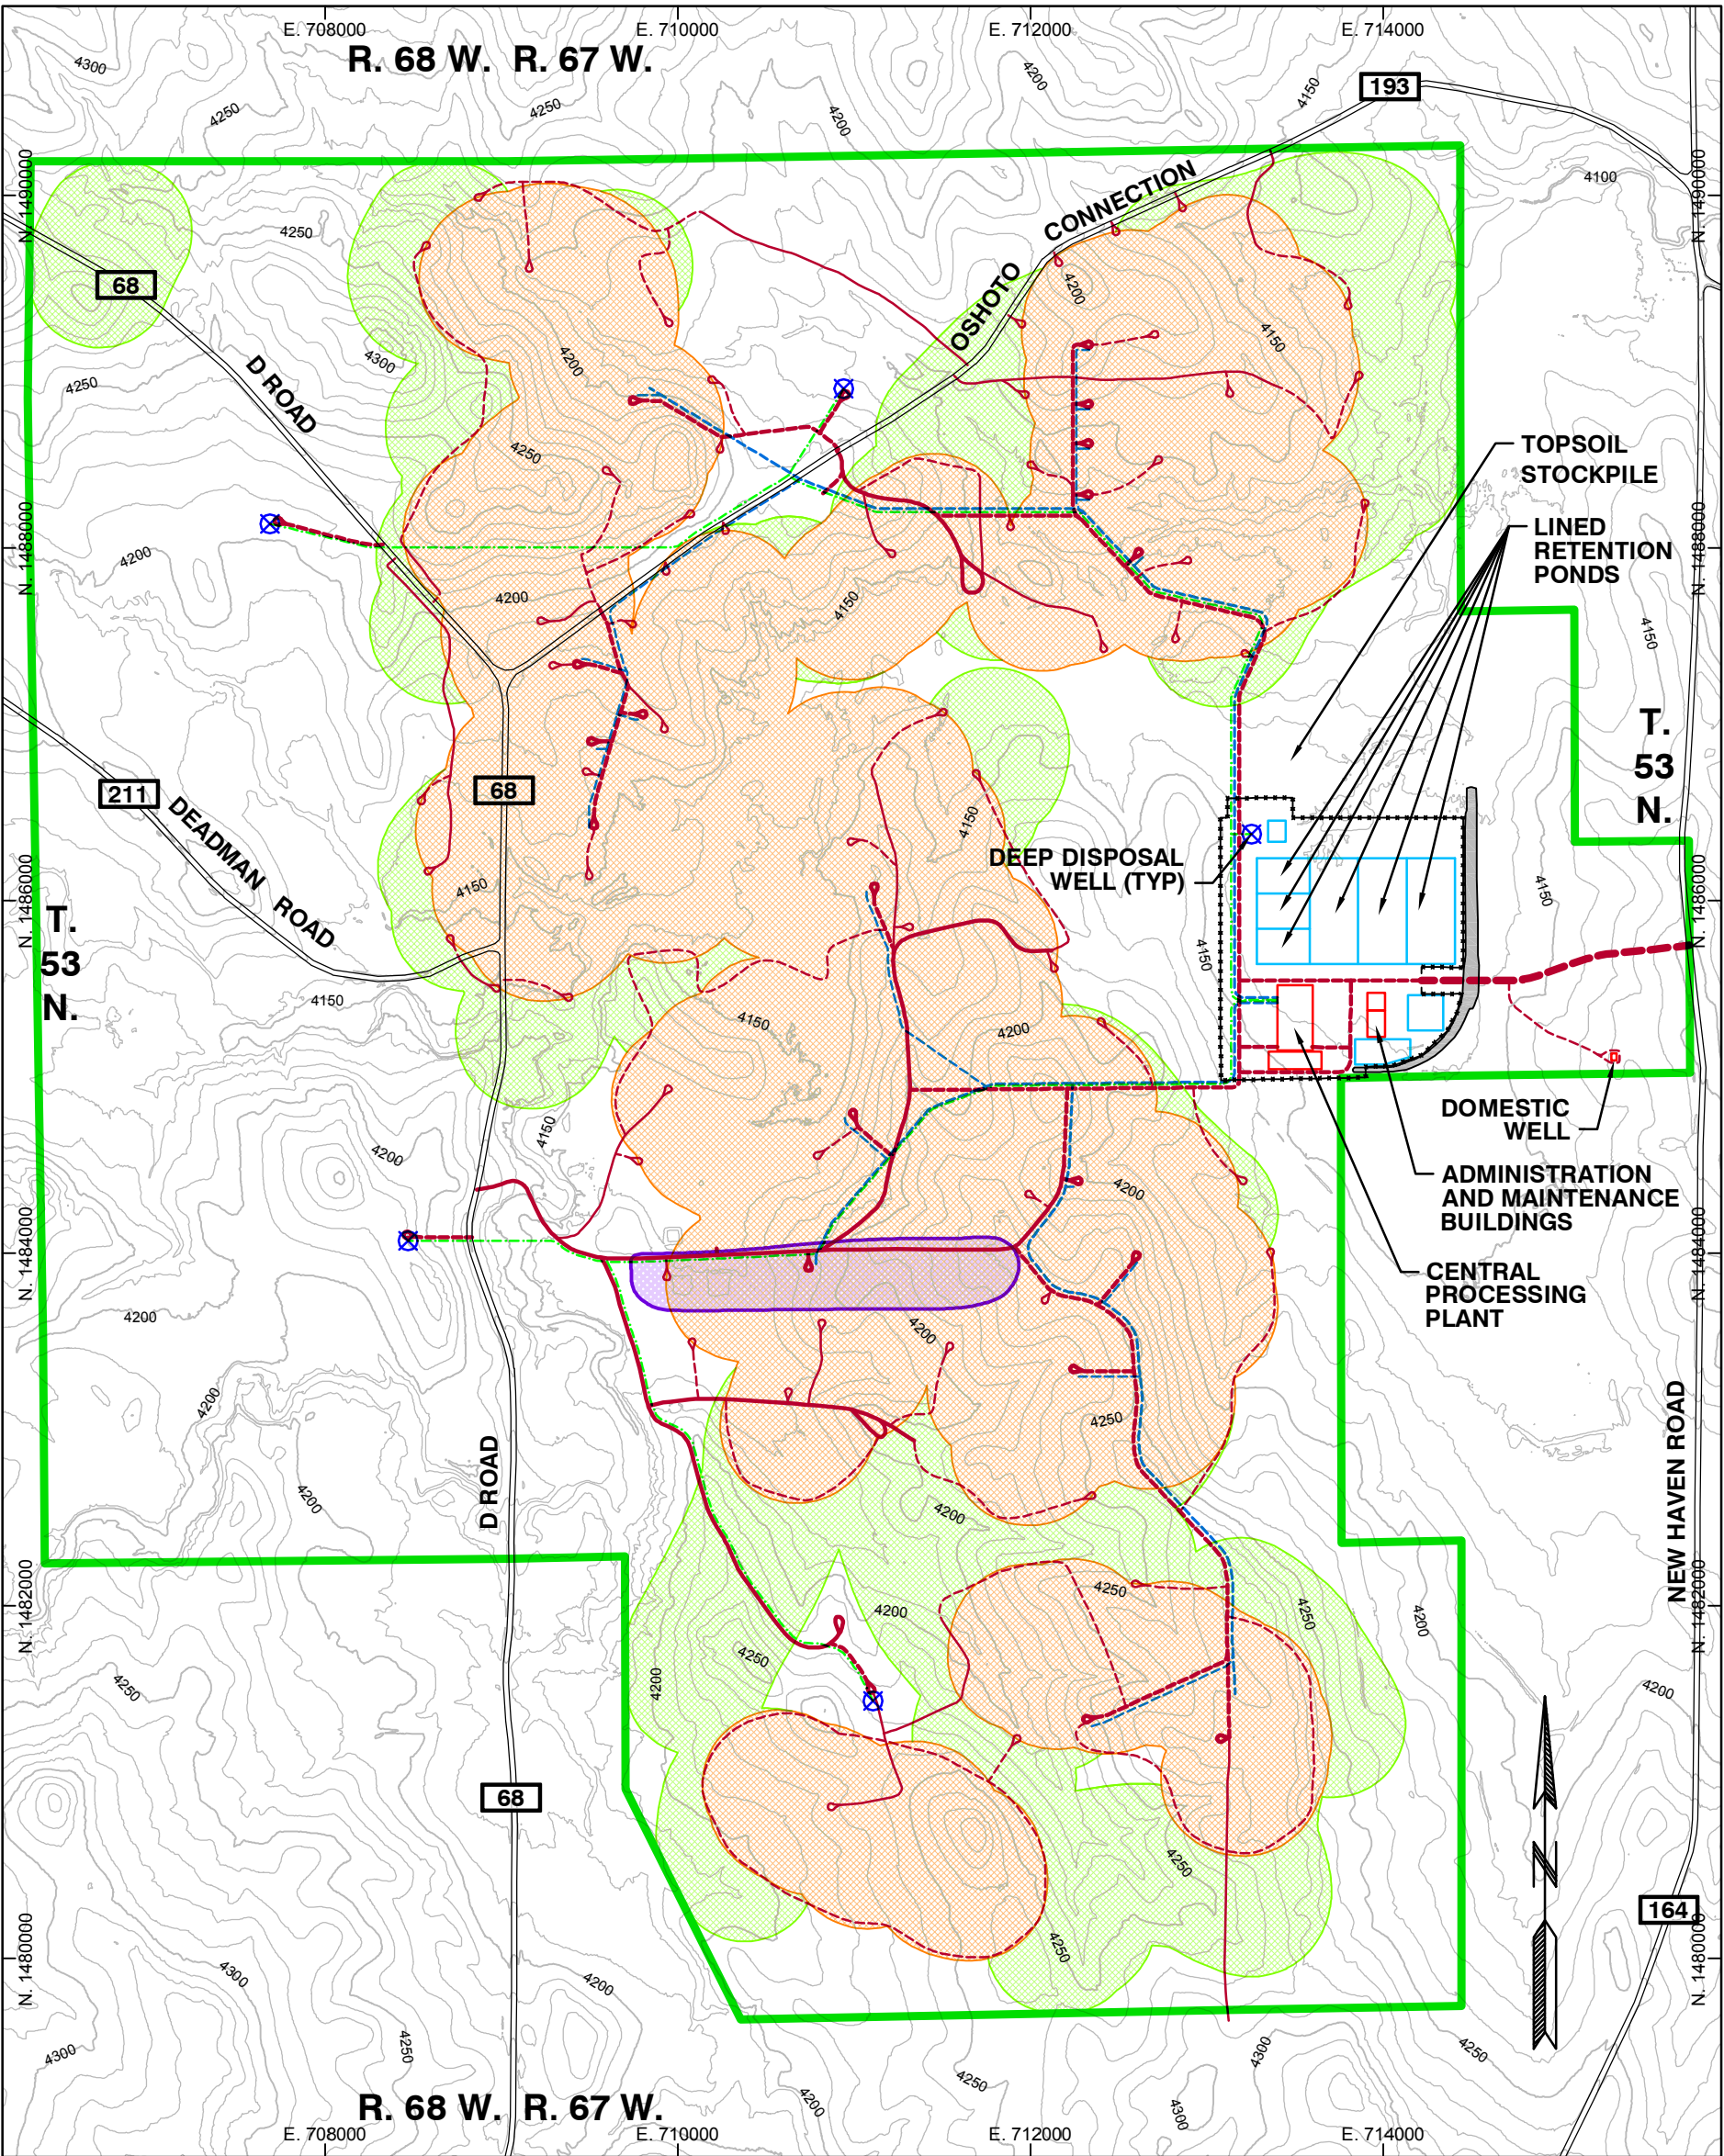 E. 708000
E. 710000
E. 712000
E. 714000
R. 68 W. R. 67 W.
193
4300
4250
4250
4200
4200
4150
4100
N. 1490000
N. 1490000
CONNECTION
OSHOTO
68
4250
4200
4150
4300
4200
4250
D ROAD
4250
TOPSOIL
STOCKPILE
LINED
RETENTION
PONDS
N. 1488000
N. 1488000
4200
4200
4150
4150
T.
53
N.
211
68
DEADMAN ROAD
4150
4150
DEEP DISPOSAL
WELL (TYP)
N. 1486000
N. 1486000
4150
4150
T.
53
N.
4150
4150
4200
4150
4200
4200
DOMESTIC
WELL
ADMINISTRATION
AND MAINTENANCE
BUILDINGS
CENTRAL
PROCESSING
PLANT
N. 1484000
N. 1484000
4200
4200
4200
4250
D ROAD
NEW HAVEN ROAD
4200
4200
N. 1482000
N. 1482000
4250
4200
4250
4200
4250
4200
4250
4200
68
4250
164
N. 1480000
N. 1480000
4250
4300
4200
4300
4250
4300
4250
4250
4200
4300
N
R. 68 W. R. 67 W.
E. 708000
E. 710000
E. 712000
E. 714000